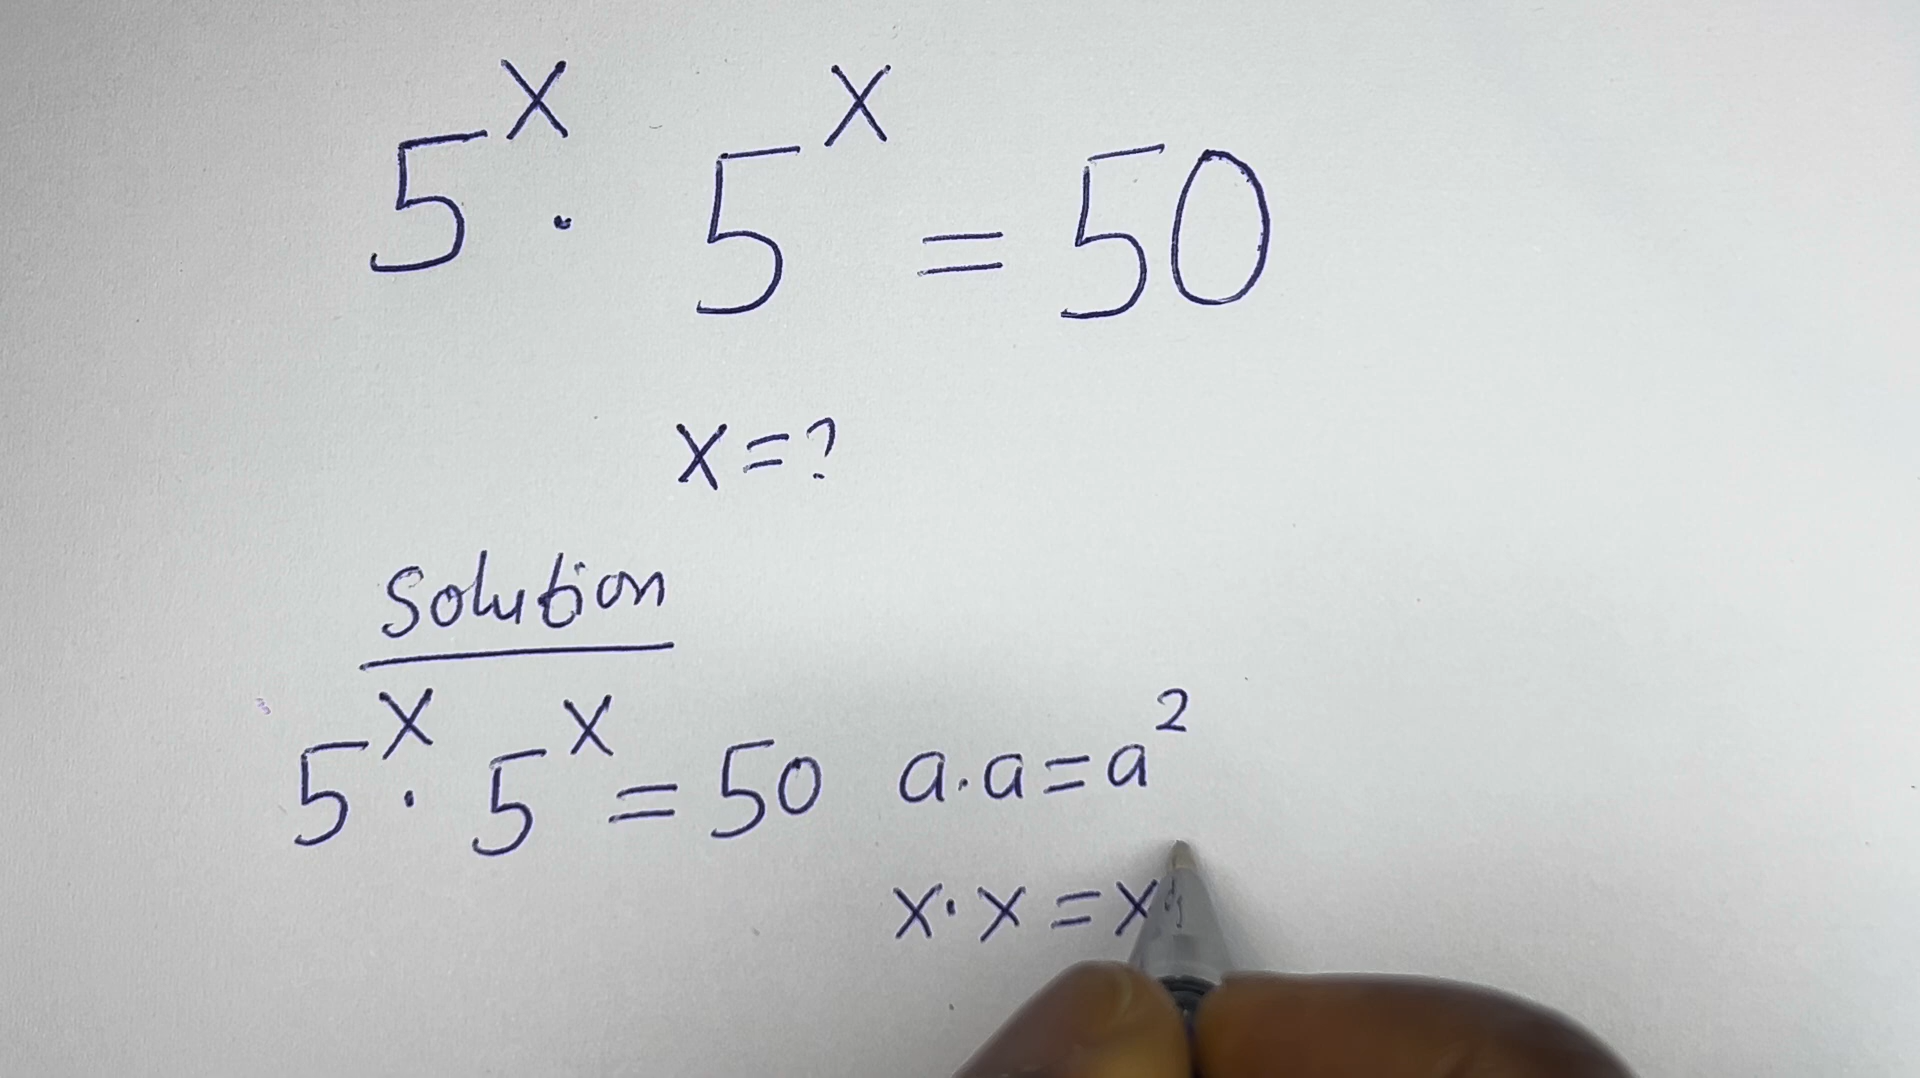 5^x · 5^x = 50
x = ?
Solution
5^x · 5^x = 50 a · a = a^2
x · x = x